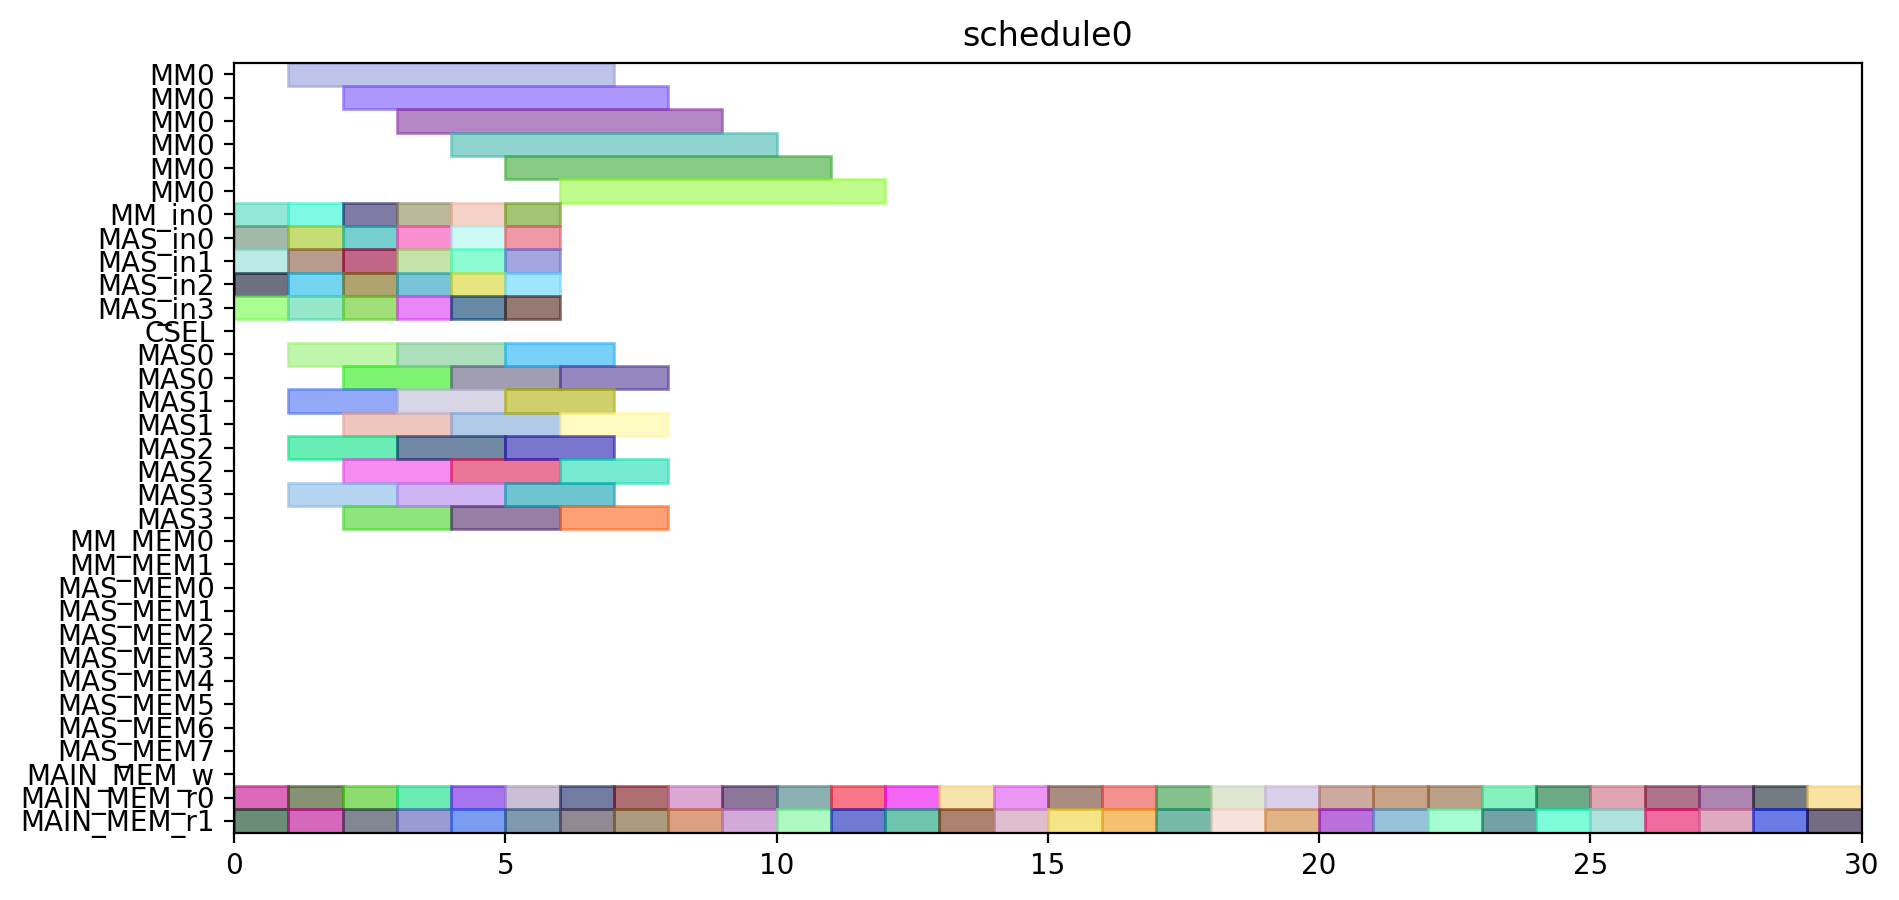 schedule0
MM0
MM0
MM0
MM0
MM0
MM0
MM_in0
MAS_in0
MAS_in1
MAS_in2
MAS_in3
CSEL
MAS0
MAS0
MAS1
MAS1
MAS2
MAS2
MAS3
MAS3
MM_MEM0
MM_MEM1
MAS_MEM0
MAS_MEM1
MAS_MEM2
MAS_MEM3
MAS_MEM4
MAS_MEM5
MAS_MEM6
MAS_MEM7
MAIN_MEM_w
MAIN_MEM_r0
MAIN_MEM_r1
0 5 10 15 20 25 30